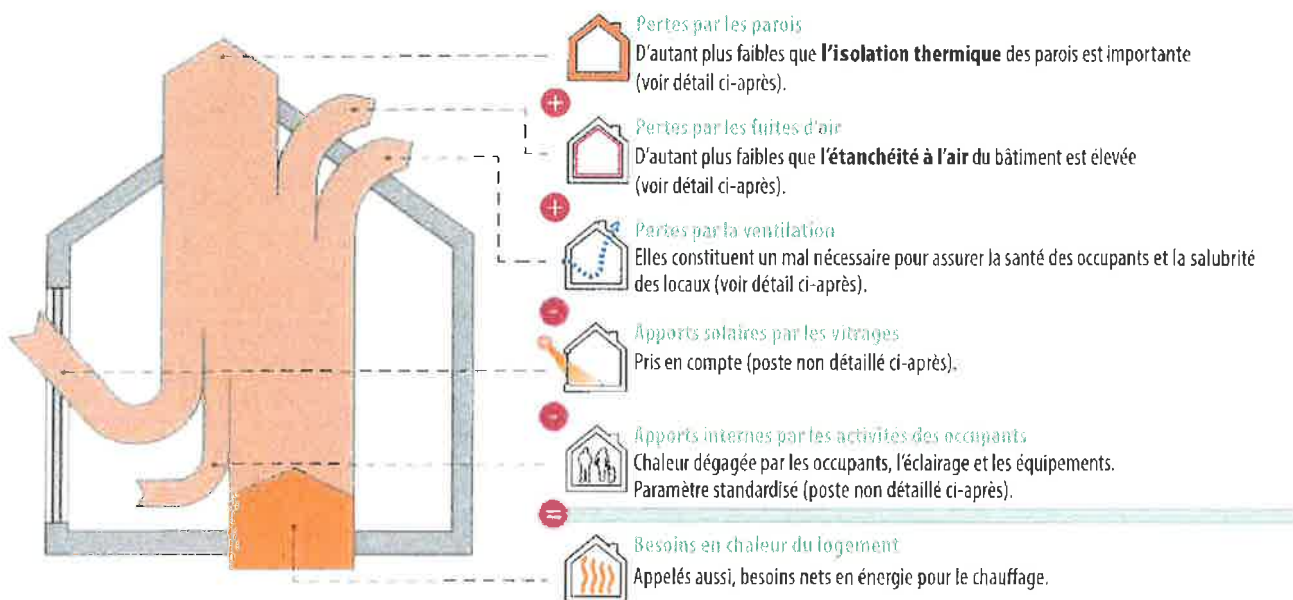 Pertes par les parois
D'autant plus faibles que l'isolation thermique des parois est importante
(voir détail ci-après).
+
Pertes par les fuites d'air
D'autant plus faibles que l'étanchéité à l'air du bâtiment est élevée
(voir détail ci-après).
+
Pertes par la ventilation
Elles constituent un mal nécessaire pour assurer la santé des occupants et la salubrité
des locaux (voir détail ci-après).
-
Apports solaires par les vitrages
Pris en compte (poste non détaillé ci-après).
-
Apports internes par les activités des occupants
Chaleur dégagée par les occupants, l'éclairage et les équipements.
Paramètre standardisé (poste non détaillé ci-après).
=
Besoins en chaleur du logement
Appelés aussi, besoins nets en énergie pour le chauffage.